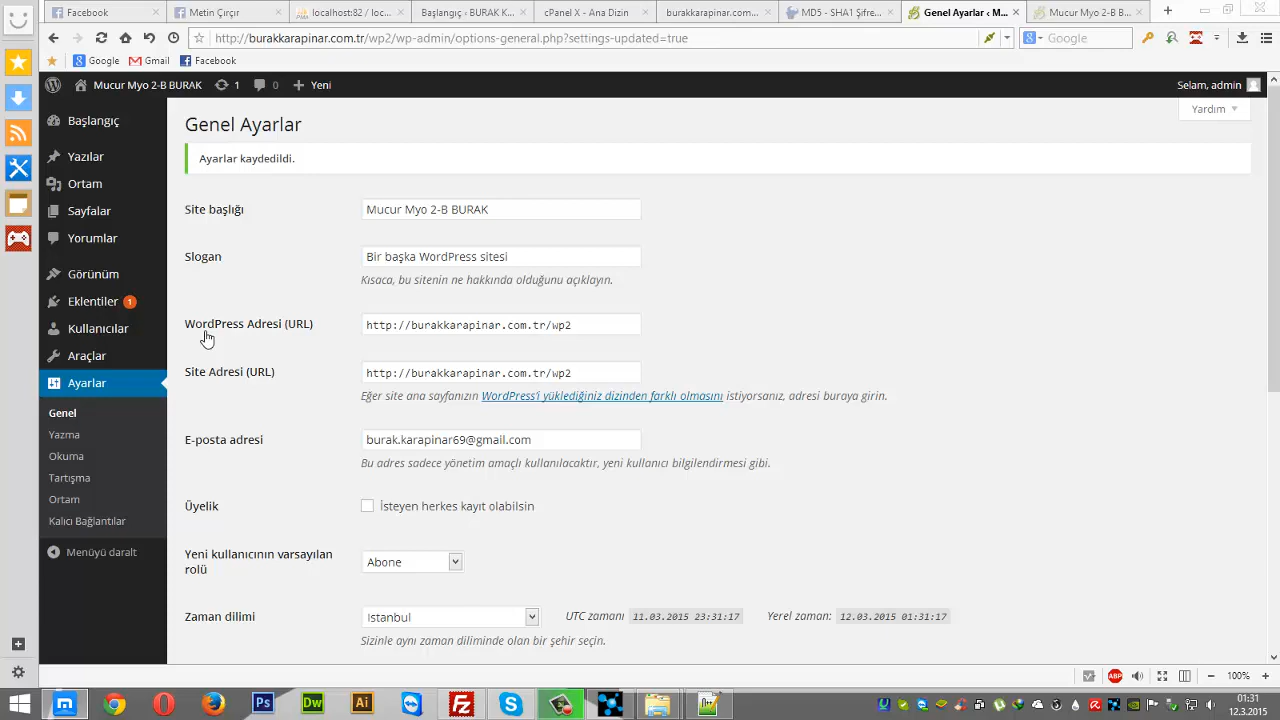 Facebook
Metin Çırçır
localhost:82 / loc...
Başlangıç ‹ BURAK K...
cPanel X - Ana Dizin
burakkarapinar.com...
MD5 - SHA1 Şifre...
Genel Ayarlar ‹ M...
Mucur Myo 2-B B...
http://burakkarapinar.com.tr/wp2/wp-admin/options-general.php?settings-updated=true
Google
Google
Gmail
Facebook
Mucur Myo 2-B BURAK
1
0
Yeni
Selam, admin
Yardım
Başlangıç
Yazılar
Ortam
Sayfalar
Yorumlar
Görünüm
Eklentiler 1
Kullanıcılar
Araçlar
Ayarlar
Genel
Yazma
Okuma
Tartışma
Ortam
Kalıcı Bağlantılar
Menüyü daralt
Genel Ayarlar
Ayarlar kaydedildi.
Site başlığı
Mucur Myo 2-B BURAK
Slogan
Bir başka WordPress sitesi
Kısaca, bu sitenin ne hakkında olduğunu açıklayın.
WordPress Adresi (URL)
http://burakkarapinar.com.tr/wp2
Site Adresi (URL)
http://burakkarapinar.com.tr/wp2
Eğer site ana sayfanızın WordPress'i yüklediğiniz dizinden farklı olmasını istiyorsanız, adresi buraya girin.
E-posta adresi
burak.karapinar69@gmail.com
Bu adres sadece yönetim amaçlı kullanılacaktır, yeni kullanıcı bilgilendirmesi gibi.
Üyelik
İsteyen herkes kayıt olabilsin
Yeni kullanıcının varsayılan
rolü
Abone
Zaman dilimi
Istanbul
UTC zamanı 11.03.2015 23:31:17
Yerel zaman: 12.03.2015 01:31:17
Sizinle aynı zaman diliminde olan bir şehir seçin.
ABP
100%
m
Ps
Dw
Ai
Fz
01:31
12.3.2015